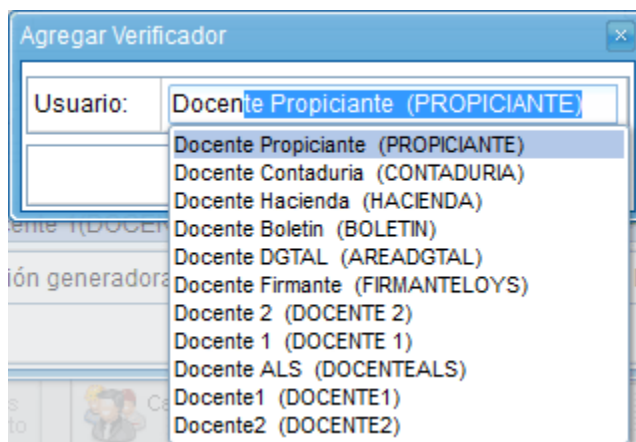 Agregar Verificador
Usuario: Docente Propiciante (PROPICIANTE)
Docente Propiciante (PROPICIANTE)
Docente Contaduria (CONTADURIA)
Docente Hacienda (HACIENDA)
Docente Boletin (BOLETIN)
Docente DGTAL (AREADGTAL)
Docente Firmante (FIRMANTELOYS)
Docente 2 (DOCENTE 2)
Docente 1 (DOCENTE 1)
Docente ALS (DOCENTEALS)
Docente1 (DOCENTE1)
Docente2 (DOCENTE2)
generadora